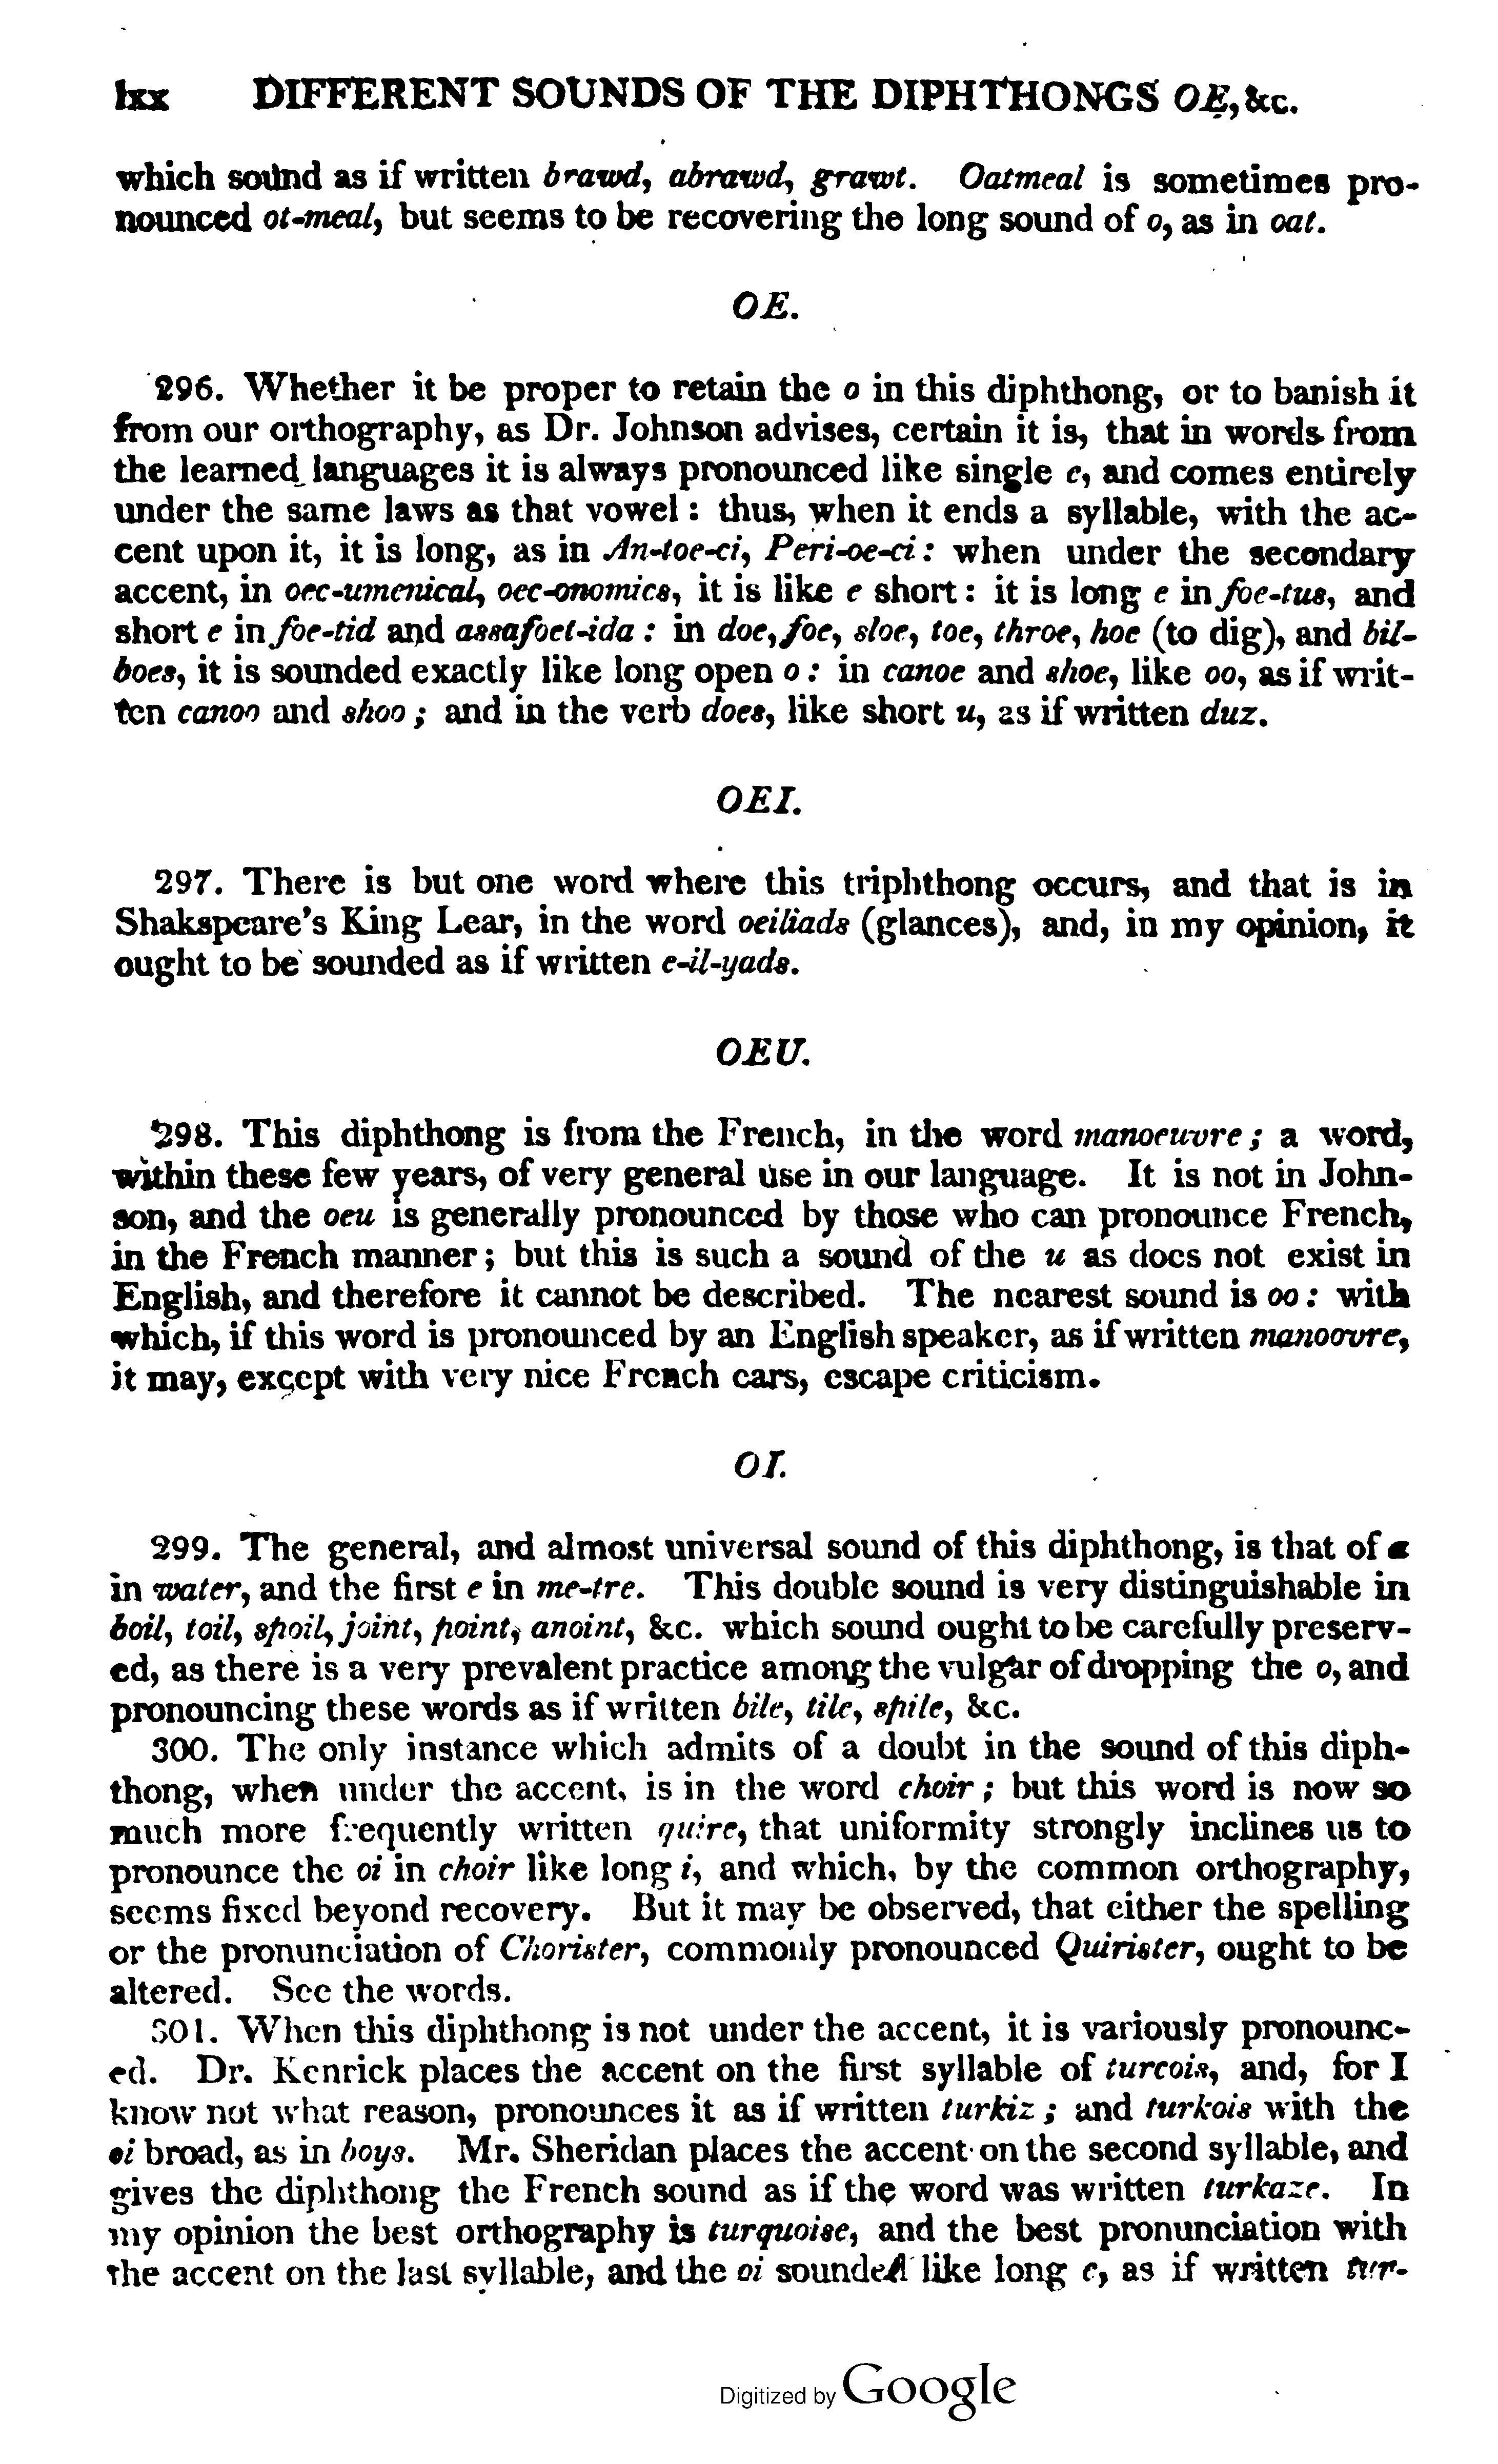 lxx DIFFERENT SOUNDS OF THE DIPHTHONGS OE, &c.
which sound as if written brawd, abrawd, grawt. Oatmeal is sometimes pro-
nounced ot-meal, but seems to be recovering the long sound of o, as in oat.
OE.
296. Whether it be proper to retain the o in this diphthong, or to banish it
from our orthography, as Dr. Johnson advises, certain it is, that in words from
the learned languages it is always pronounced like single e, and comes entirely
under the same laws as that vowel: thus, when it ends a syllable, with the ac-
cent upon it, it is long, as in An-toe-ci, Peri-oe-ci: when under the secondary
accent, in oec-umenical, oec-onomics, it is like e short: it is long e in foe-tus, and
short e in foe-tid and assafoet-ida: in doe, foe, sloe, toe, throe, hoe (to dig), and bil-
boes, it is sounded exactly like long open o: in canoe and shoe, like oo, as if writ-
ten canoo and shoo; and in the verb does, like short u, as if written duz.
OEI.
297. There is but one word where this triphthong occurs, and that is in
Shakspeare's King Lear, in the word oeiliads (glances), and, in my opinion, it
ought to be sounded as if written e-il-yads.
OEU.
298. This diphthong is from the French, in the word manoeuvre; a word,
within these few years, of very general use in our language. It is not in John-
son, and the oeu is generally pronounced by those who can pronounce French,
in the French manner; but this is such a sound of the u as does not exist in
English, and therefore it cannot be described. The nearest sound is oo: with
which, if this word is pronounced by an English speaker, as if written manoovre,
it may, except with very nice French ears, escape criticism.
OI.
299. The general, and almost universal sound of this diphthong, is that of a
in water, and the first e in me-tre. This double sound is very distinguishable in
boil, toil, spoil, joint, point, anoint, &c. which sound ought to be carefully preserv-
ed, as there is a very prevalent practice among the vulgar of dropping the o, and
pronouncing these words as if written bile, tile, spile, &c.
300. The only instance which admits of a doubt in the sound of this diph-
thong, when under the accent, is in the word choir; but this word is now so
much more frequently written quire, that uniformity strongly inclines us to
pronounce the oi in choir like long i, and which, by the common orthography,
seems fixed beyond recovery. But it may be observed, that either the spelling
or the pronunciation of Chorister, commonly pronounced Quirister, ought to be
altered. See the words.
301. When this diphthong is not under the accent, it is variously pronounc-
ed. Dr. Kenrick places the accent on the first syllable of turcois, and, for I
know not what reason, pronounces it as if written turkiz; and turkois with the
oi broad, as in boys. Mr. Sheridan places the accent on the second syllable, and
gives the diphthong the French sound as if the word was written turkaze. In
my opinion the best orthography is turquoise, and the best pronunciation with
the accent on the last syllable, and the oi sounded like long e, as if written tur-
Digitized by Google